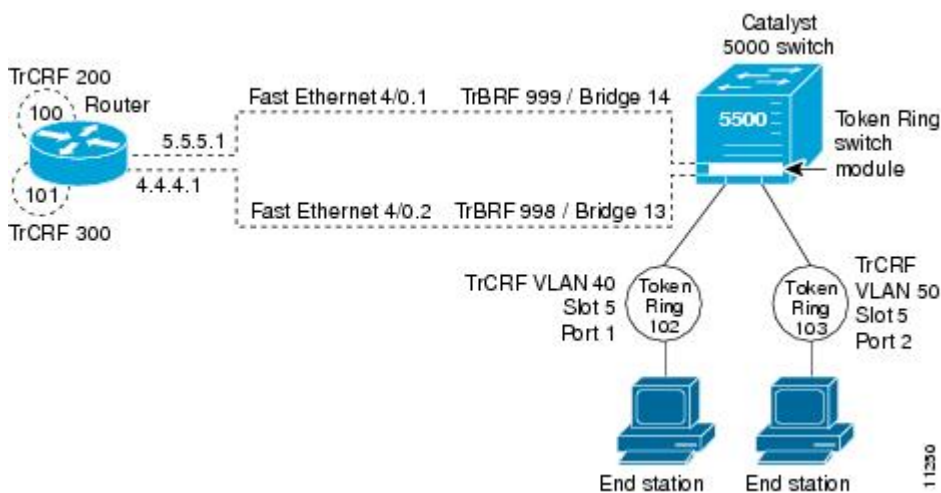 Catalyst
5000 switch
TrCRF 200
100
Router
Fast Ethernet 4/0.1
TrBRF 999 / Bridge 14
5500
Token Ring
switch
module
5.5.5.1
4.4.4.1
101
TrCRF 300
Fast Ethernet 4/0.2
TrBRF 998 / Bridge 13
TrCRF VLAN 40
Slot 5
Port 1
Token
Ring
102
Token
Ring
103
TrCRF
VLAN 50
Slot 5
Port 2
End station
End station
11250